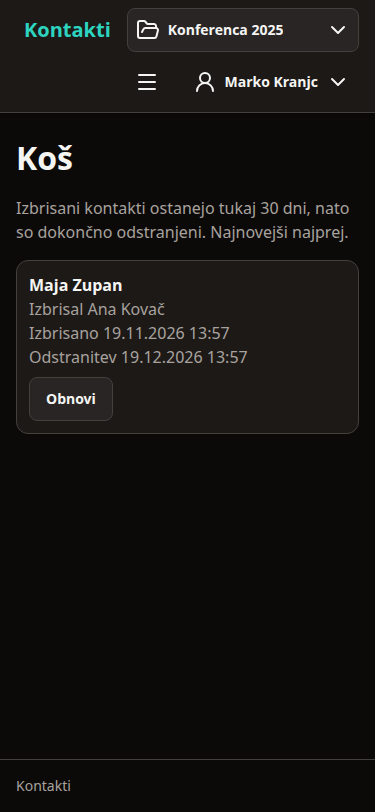 Kontakti
Konferenca 2025
Marko Kranjc
Koš
Izbrisani kontakti ostanejo tukaj 30 dni, nato
so dokončno odstranjeni. Najnovejši najprej.
Maja Zupan
Izbrisal Ana Kovač
Izbrisano 19.11.2026 13:57
Odstranitev 19.12.2026 13:57
Obnovi
Kontakti